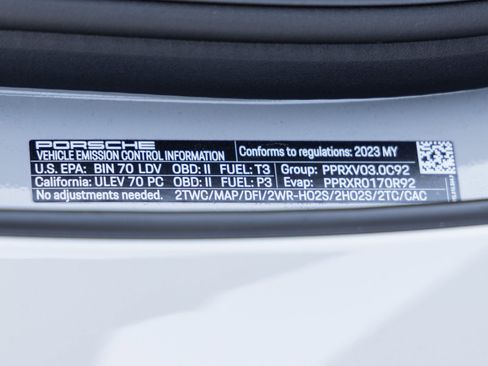 PORSCHE
VEHICLE EMISSION CONTROL INFORMATION Conforms to regulations: 2023 MY
U.S. EPA: BIN 70 LDV OBD: II FUEL: T3 Group: PPRXV03.0C92
California: ULEV 70 PC OBD: II FUEL: P3 Evap: PPRXR0170R92
No adjustments needed. 2TWC/MAP/DFI/2WR-HO2S/2HO2S/2TC/CAC